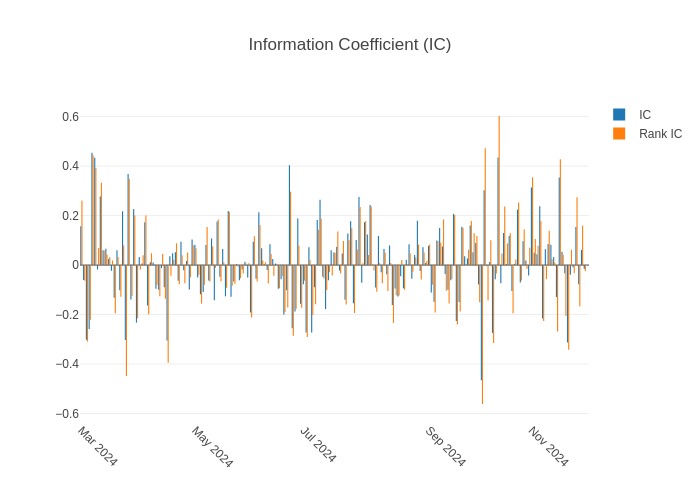 Information Coefficient (IC)
IC
Rank IC
0.6
0.4
0.2
0
−0.2
−0.4
−0.6
Mar 2024
May 2024
Jul 2024
Sep 2024
Nov 2024